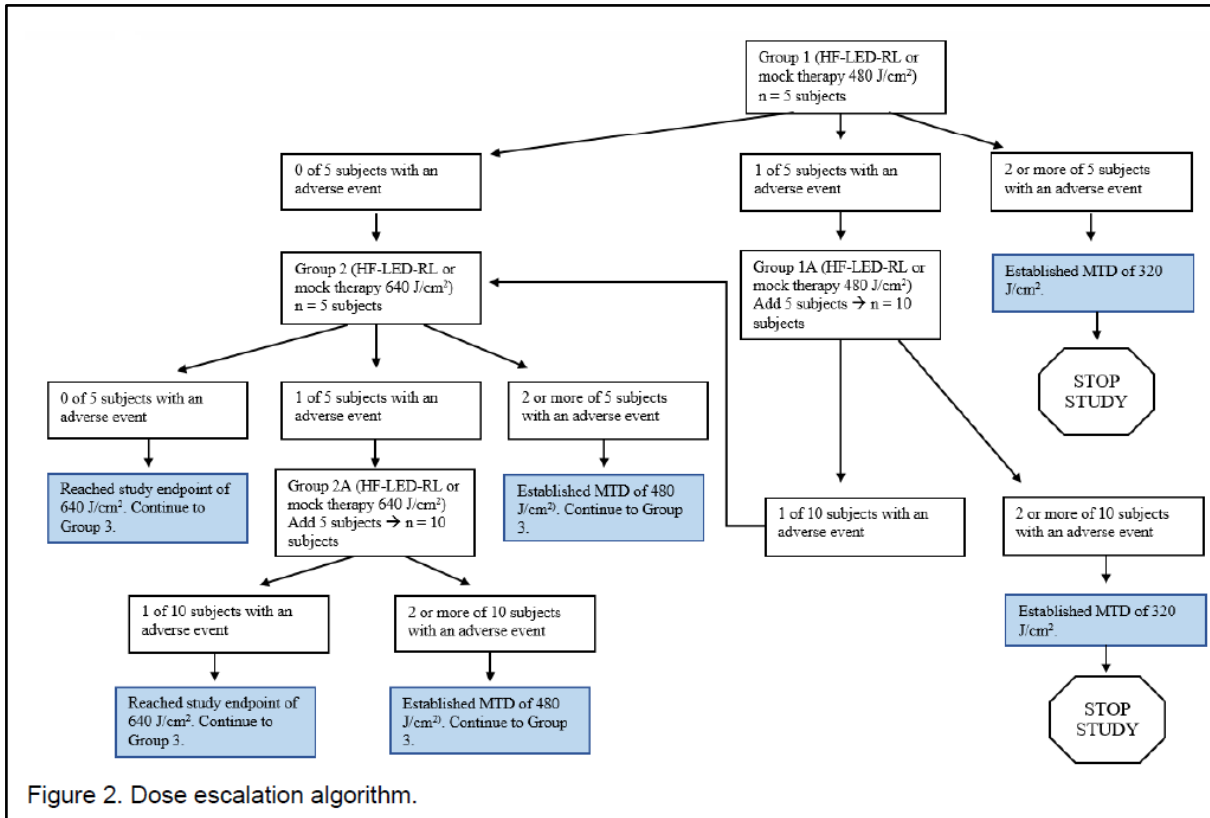 Group 1 (HF-LED-RL or
mock therapy 480 J/cm²)
n = 5 subjects
0 of 5 subjects with an
adverse event
1 of 5 subjects with an
adverse event
2 or more of 5 subjects
with an adverse event
Group 2 (HF-LED-RL or
mock therapy 640 J/cm²)
n = 5 subjects
Group 1A (HF-LED-RL or
mock therapy 480 J/cm²)
Add 5 subjects → n = 10
subjects
Established MTD of 320
J/cm².
STOP
STUDY
0 of 5 subjects with an
adverse event
1 of 5 subjects with an
adverse event
2 or more of 5 subjects
with an adverse event
Reached study endpoint of
640 J/cm². Continue to
Group 3.
Group 2A (HF-LED-RL or
mock therapy 640 J/cm²)
Add 5 subjects → n = 10
subjects
Established MTD of 480
J/cm²⁾. Continue to Group
3.
1 of 10 subjects with an
adverse event
2 or more of 10 subjects
with an adverse event
1 of 10 subjects with an
adverse event
2 or more of 10 subjects
with an adverse event
Established MTD of 320
J/cm².
Reached study endpoint of
640 J/cm². Continue to
Group 3.
Established MTD of 480
J/cm²⁾. Continue to Group
3.
STOP
STUDY
Figure 2. Dose escalation algorithm.